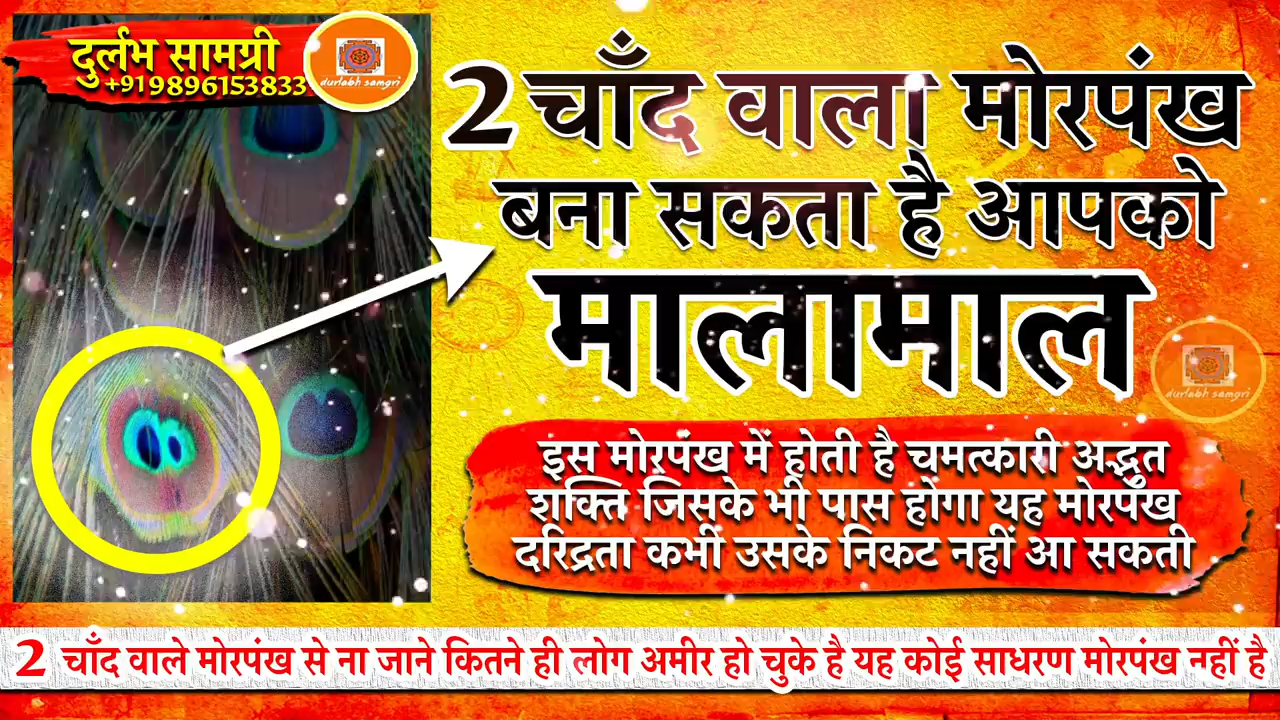 दुर्लभ सामग्री
+919896153833
durlabh samgri
2 चाँद वाला मोरपंख
बना सकता है आपको
मालामाल
durlabh samgri
इस मोरपंख में होती है चमत्कारी अद्भुत
शक्ति जिसके भी पास होगा यह मोरपंख
दरिद्रता कभी उसके निकट नहीं आ सकती
2 चाँद वाले मोरपंख से ना जाने कितने ही लोग अमीर हो चुके है यह कोई साधरण मोरपंख नहीं है